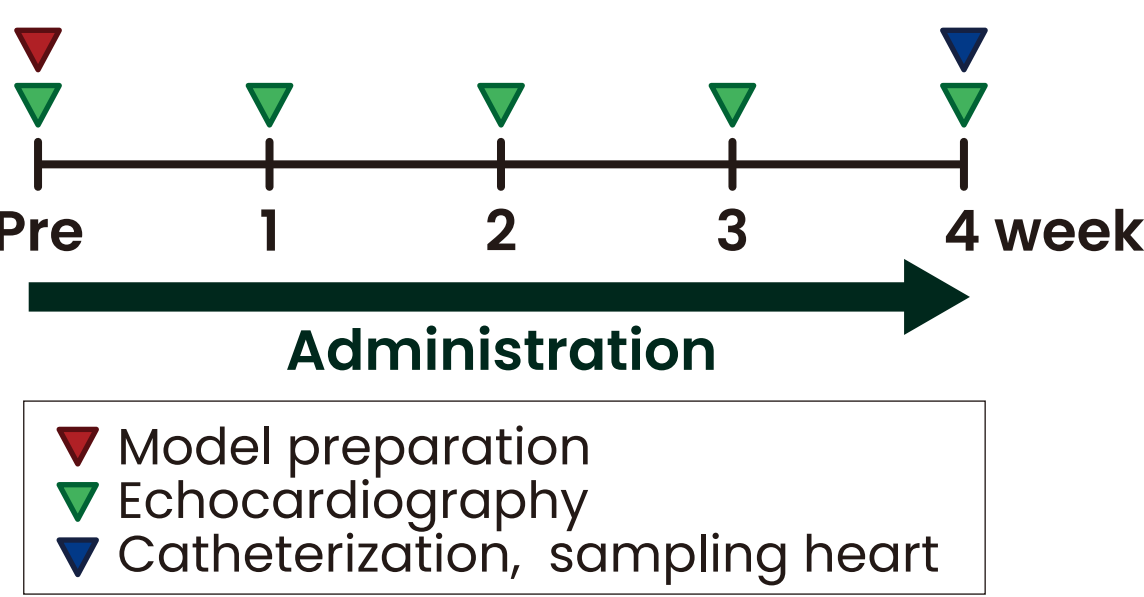 Pre 1 2 3 4 week
Administration
Model preparation
Echocardiography
Catheterization, sampling heart